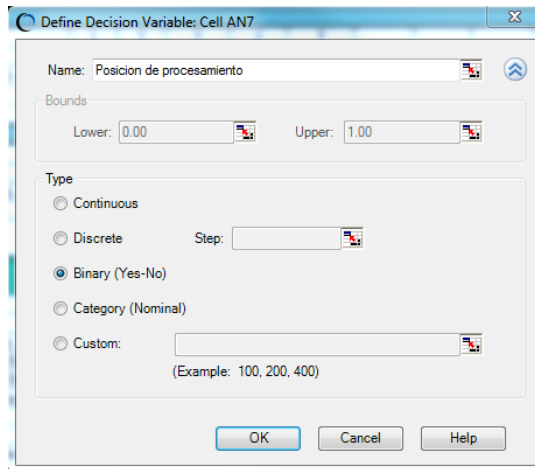 Define Decision Variable: Cell AN7
Name: Posicion de procesamiento
Bounds
Lower: 0.00 Upper: 1.00
Type
Continuous
Discrete Step:
Binary (Yes-No)
Category (Nominal)
Custom:
(Example: 100, 200, 400)
OK Cancel Help